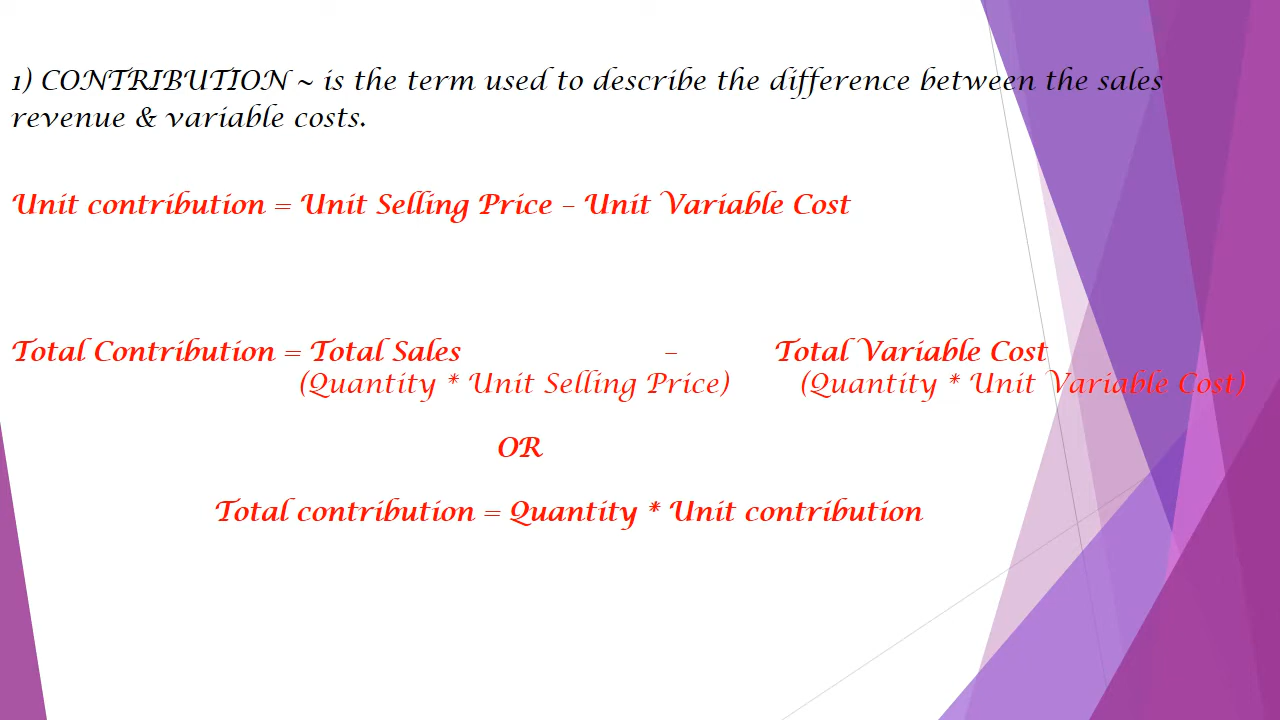 1) CONTRIBUTION ~ is the term used to describe the difference between the sales
revenue & variable costs.
Unit contribution = Unit Selling Price – Unit Variable Cost
Total Contribution = Total Sales – Total Variable Cost
(Quantity * Unit Selling Price) (Quantity * Unit Variable Cost)
OR
Total contribution = Quantity * Unit contribution